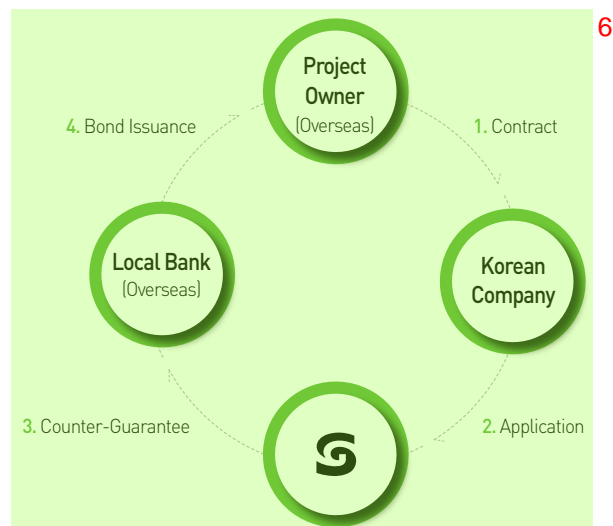 6
Project
Owner
(Overseas)
4. Bond Issuance
1. Contract
Local Bank
(Overseas)
Korean
Company
3. Counter-Guarantee
2. Application